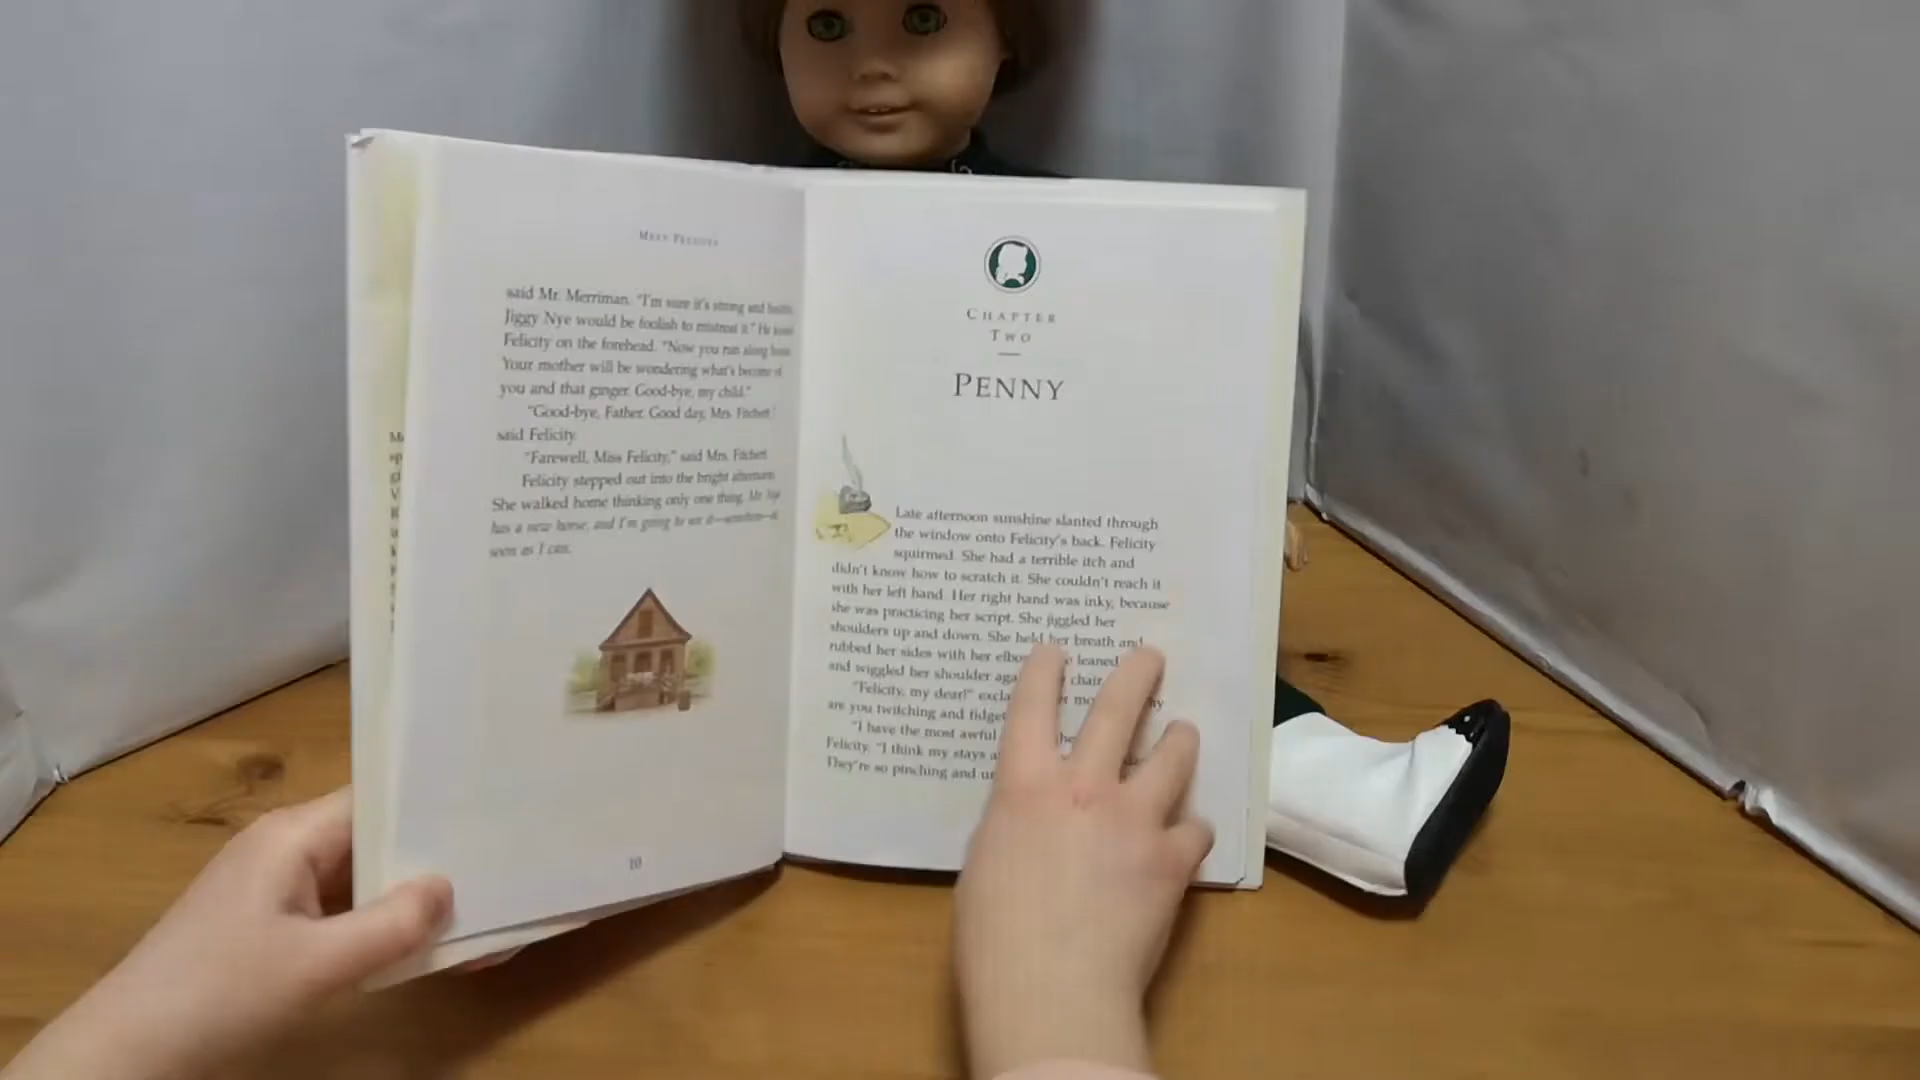 MEET FELICITY
said Mr. Merriman. "I'm sure it's strong and
Jiggy Nye would be foolish to mistreat it." He
Felicity on the forehead. "Now you run along
Your mother will be wondering what's become of
you and that ginger. Good-bye, my child."
"Good-bye, Father. Good day, Mrs. Fitchett,"
said Felicity.
"Farewell, Miss Felicity," said Mrs. Fitchett.
Felicity stepped out into the bright afternoon.
She walked home thinking only one thing, Mr. Nye
has a new horse, and I'm going to see it—somehow—as
soon as I can.
10
CHAPTER
TWO
PENNY
Late afternoon sunshine slanted through
the window onto Felicity's back. Felicity
squirmed. She had a terrible itch and
didn't know how to scratch it. She couldn't reach it
with her left hand. Her right hand was inky, because
she was practicing her script. She jiggled her
shoulders up and down. She held her breath and
rubbed her sides with her leaned
and wiggled her shoulder chair.
"Felicity, my dear!"
are you twitching and
"I have the most awful
Felicity. "I think my stays
They're so pinching and